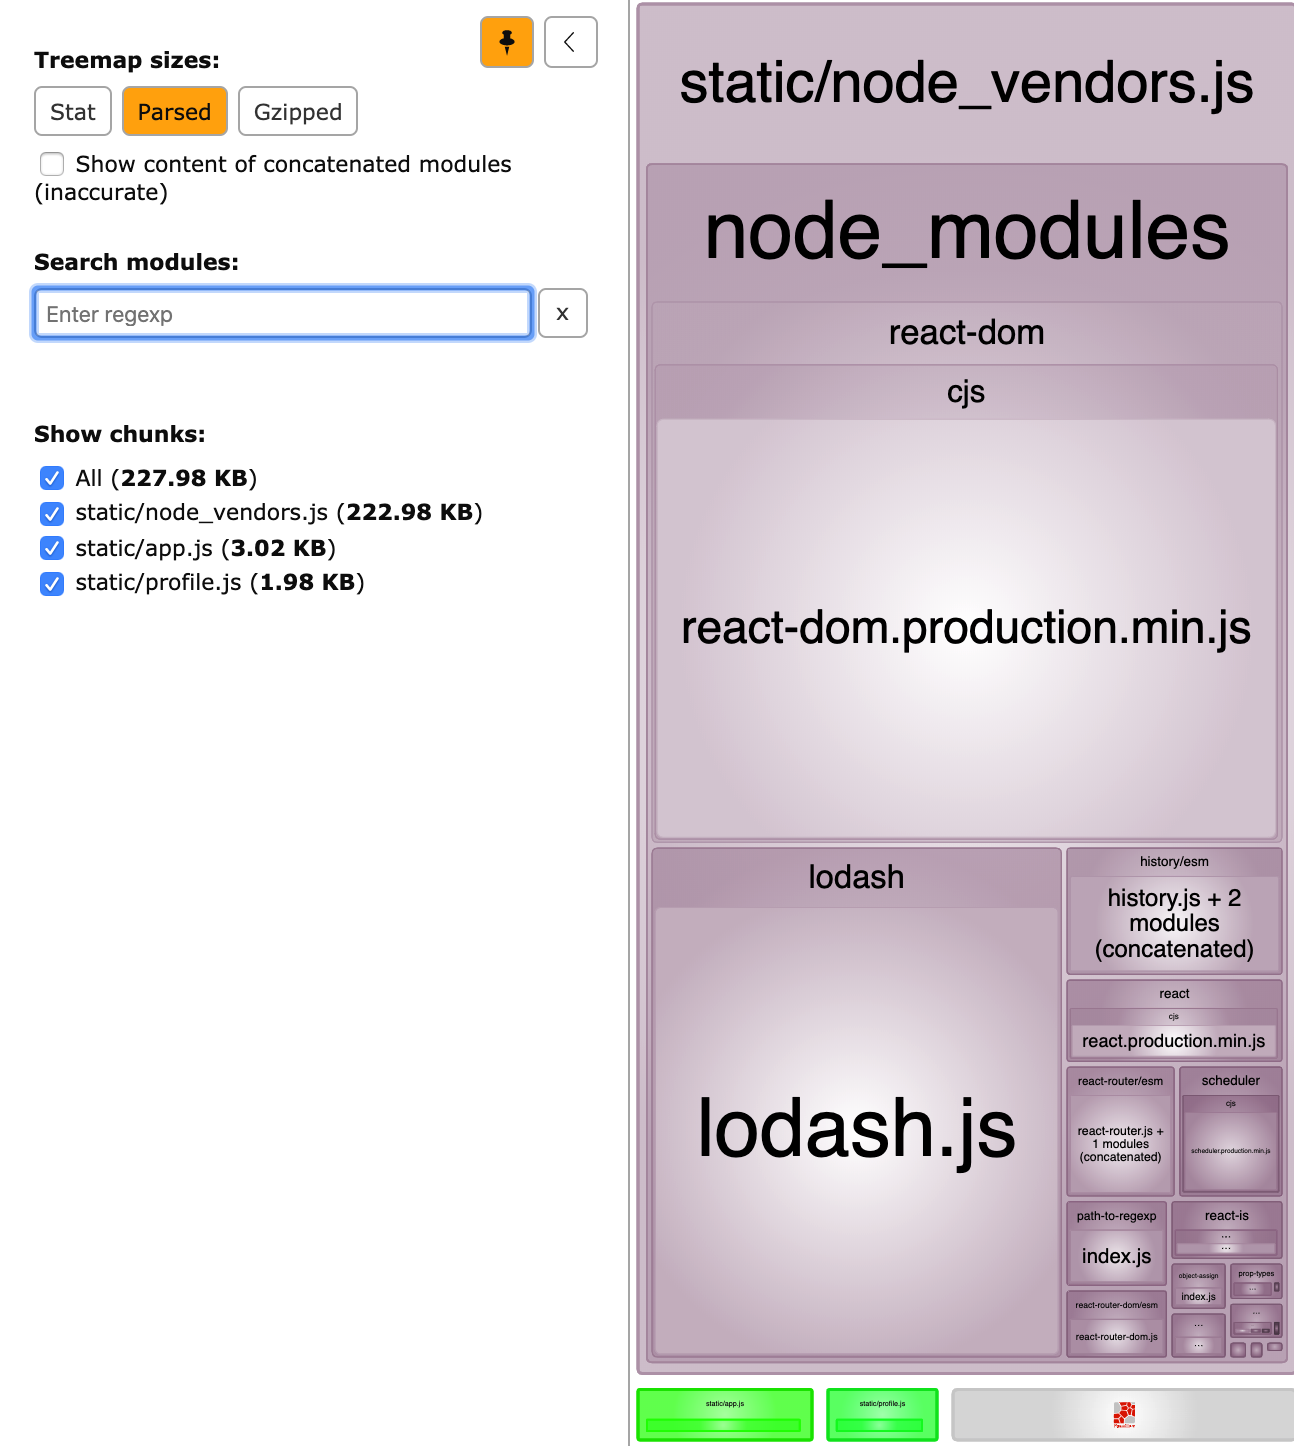 Treemap sizes:
Stat
Parsed
Gzipped
Show content of concatenated modules
(inaccurate)
Search modules:
Enter regexp
x
Show chunks:
All (227.98 KB)
static/node_vendors.js (222.98 KB)
static/app.js (3.02 KB)
static/profile.js (1.98 KB)
static/node_vendors.js
node_modules
react-dom
cjs
react-dom.production.min.js
lodash
lodash.js
history/esm
history.js + 2
modules
(concatenated)
react
cjs
react.production.min.js
react-router/esm
react-router.js +
1 modules
(concatenated)
scheduler
cjs
scheduler.production.min.js
path-to-regexp
index.js
react-is
...
...
object-assign
index.js
prop-types
...
react-router-dom/esm
react-router-dom.js
...
...
...
static/app.js
static/profile.js